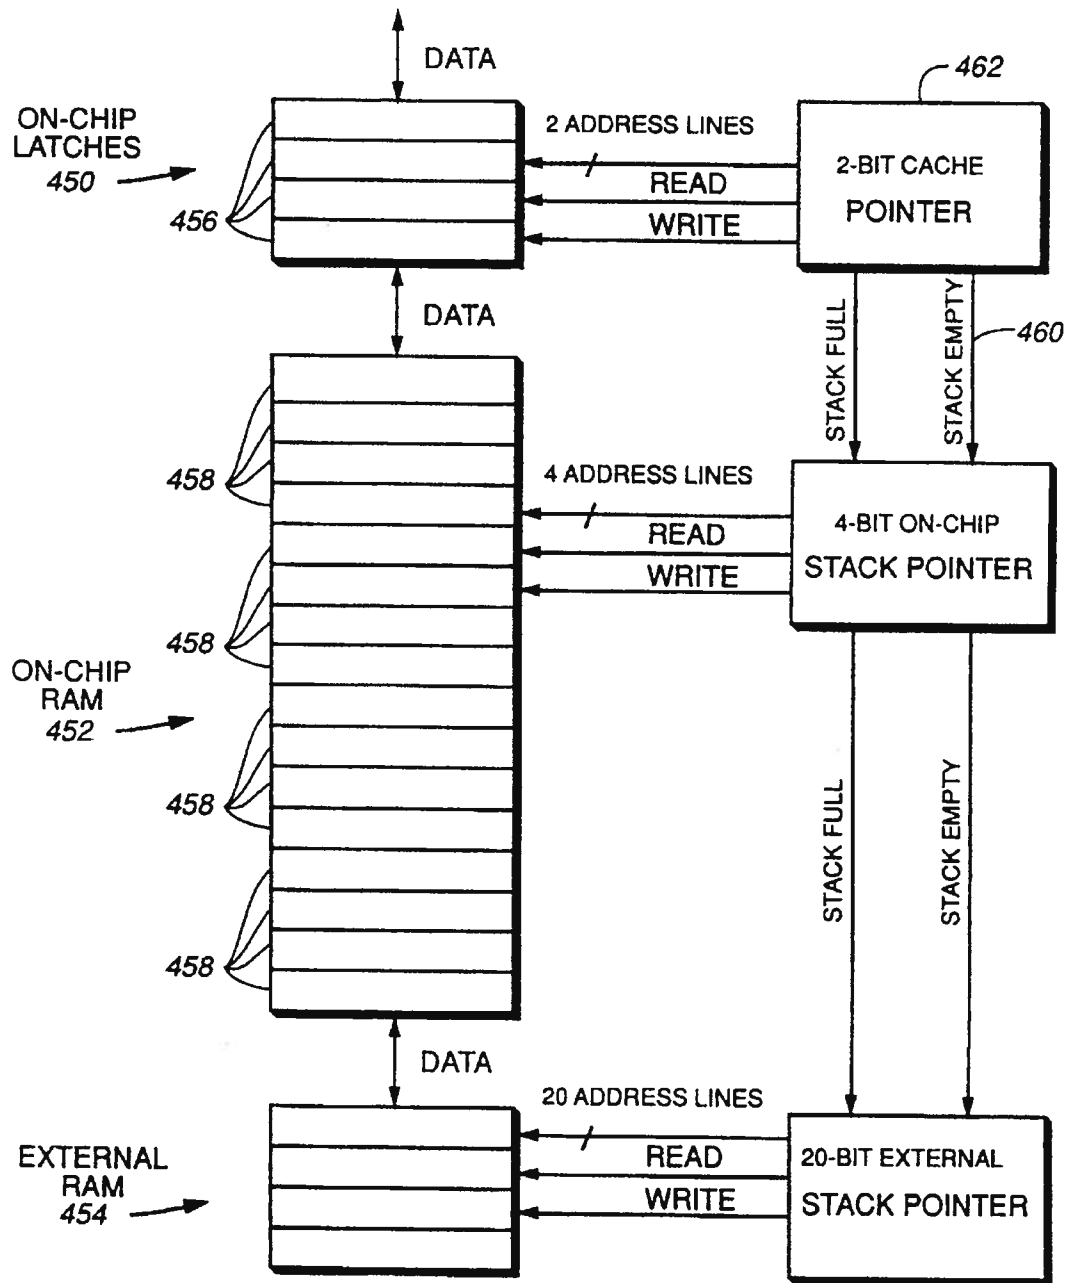 DATA
462
ON-CHIP
LATCHES
450
2 ADDRESS LINES
READ
WRITE
2-BIT CACHE
POINTER
456
DATA
STACK FULL
STACK EMPTY
460
458
4 ADDRESS LINES
READ
WRITE
4-BIT ON-CHIP
STACK POINTER
458
ON-CHIP
RAM
452
458
STACK FULL
STACK EMPTY
458
DATA
20 ADDRESS LINES
READ
WRITE
20-BIT EXTERNAL
STACK POINTER
EXTERNAL
RAM
454